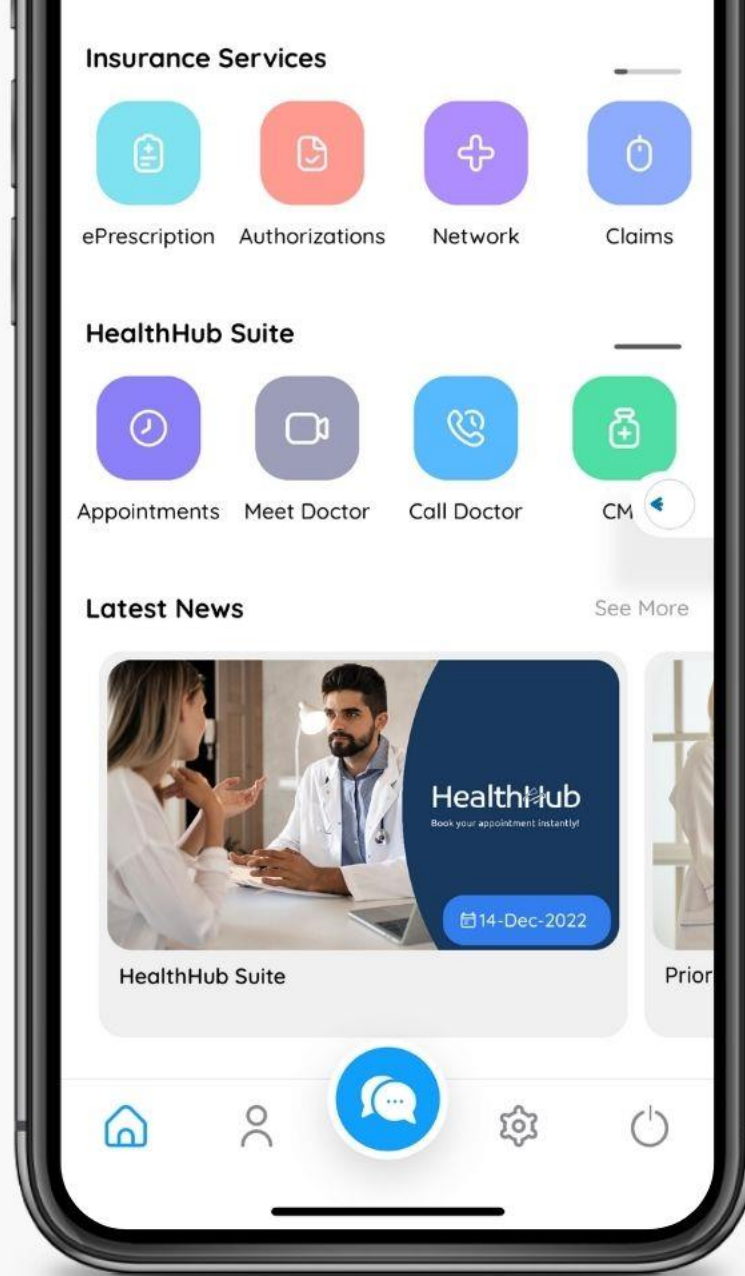 Insurance Services
ePrescription Authorizations Network Claims
HealthHub Suite
Appointments Meet Doctor Call Doctor CM
Latest News See More
HealthHub
Book your appointment instantly!
14-Dec-2022
HealthHub Suite Prior